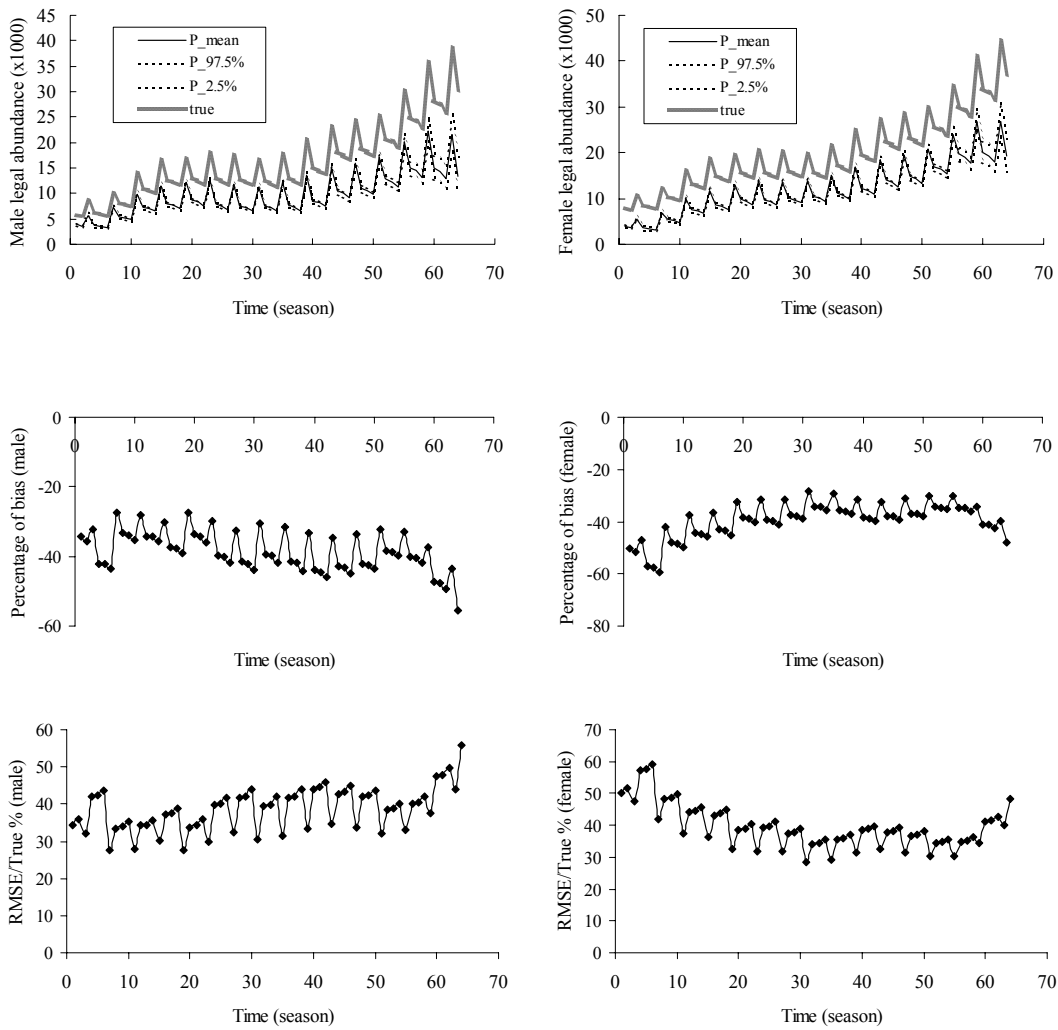 Male legal abundance (x1000)
45
40
35
30
25
20
15
10
5
0
P_mean
P_97.5%
P_2.5%
true
0 10 20 30 40 50 60 70
Time (season)
Female legal abundance (x1000)
50
40
30
20
10
0
P_mean
P_97.5%
P_2.5%
true
0 10 20 30 40 50 60 70
Time (season)
Percentage of bias (male)
0
-20
-40
-60
0 10 20 30 40 50 60 70
Time (season)
Percentage of bias (female)
0
-20
-40
-60
-80
0 10 20 30 40 50 60 70
Time (season)
RMSE/True % (male)
60
50
40
30
20
10
0
0 10 20 30 40 50 60 70
Time (season)
RMSE/True % (female)
70
60
50
40
30
20
10
0
0 10 20 30 40 50 60 70
Time (season)